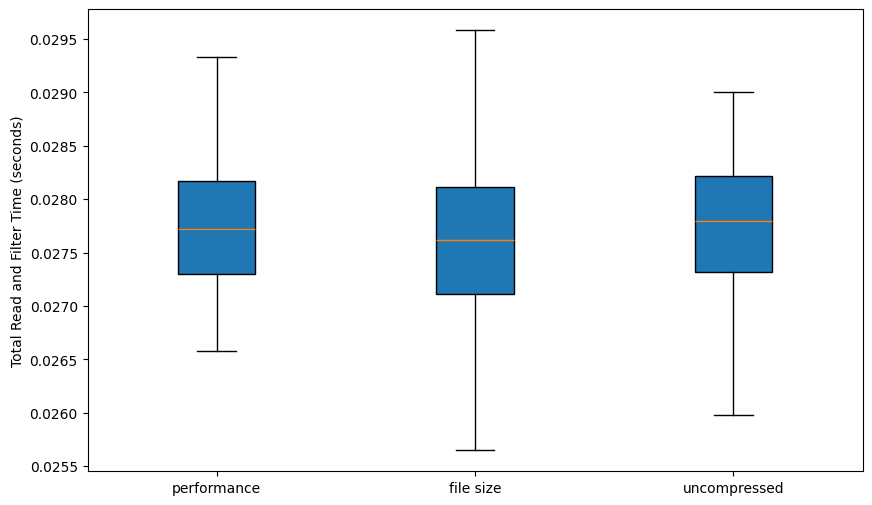 Total Read and Filter Time (seconds)
0.0295
0.0290
0.0285
0.0280
0.0275
0.0270
0.0265
0.0260
0.0255
performance
file size
uncompressed